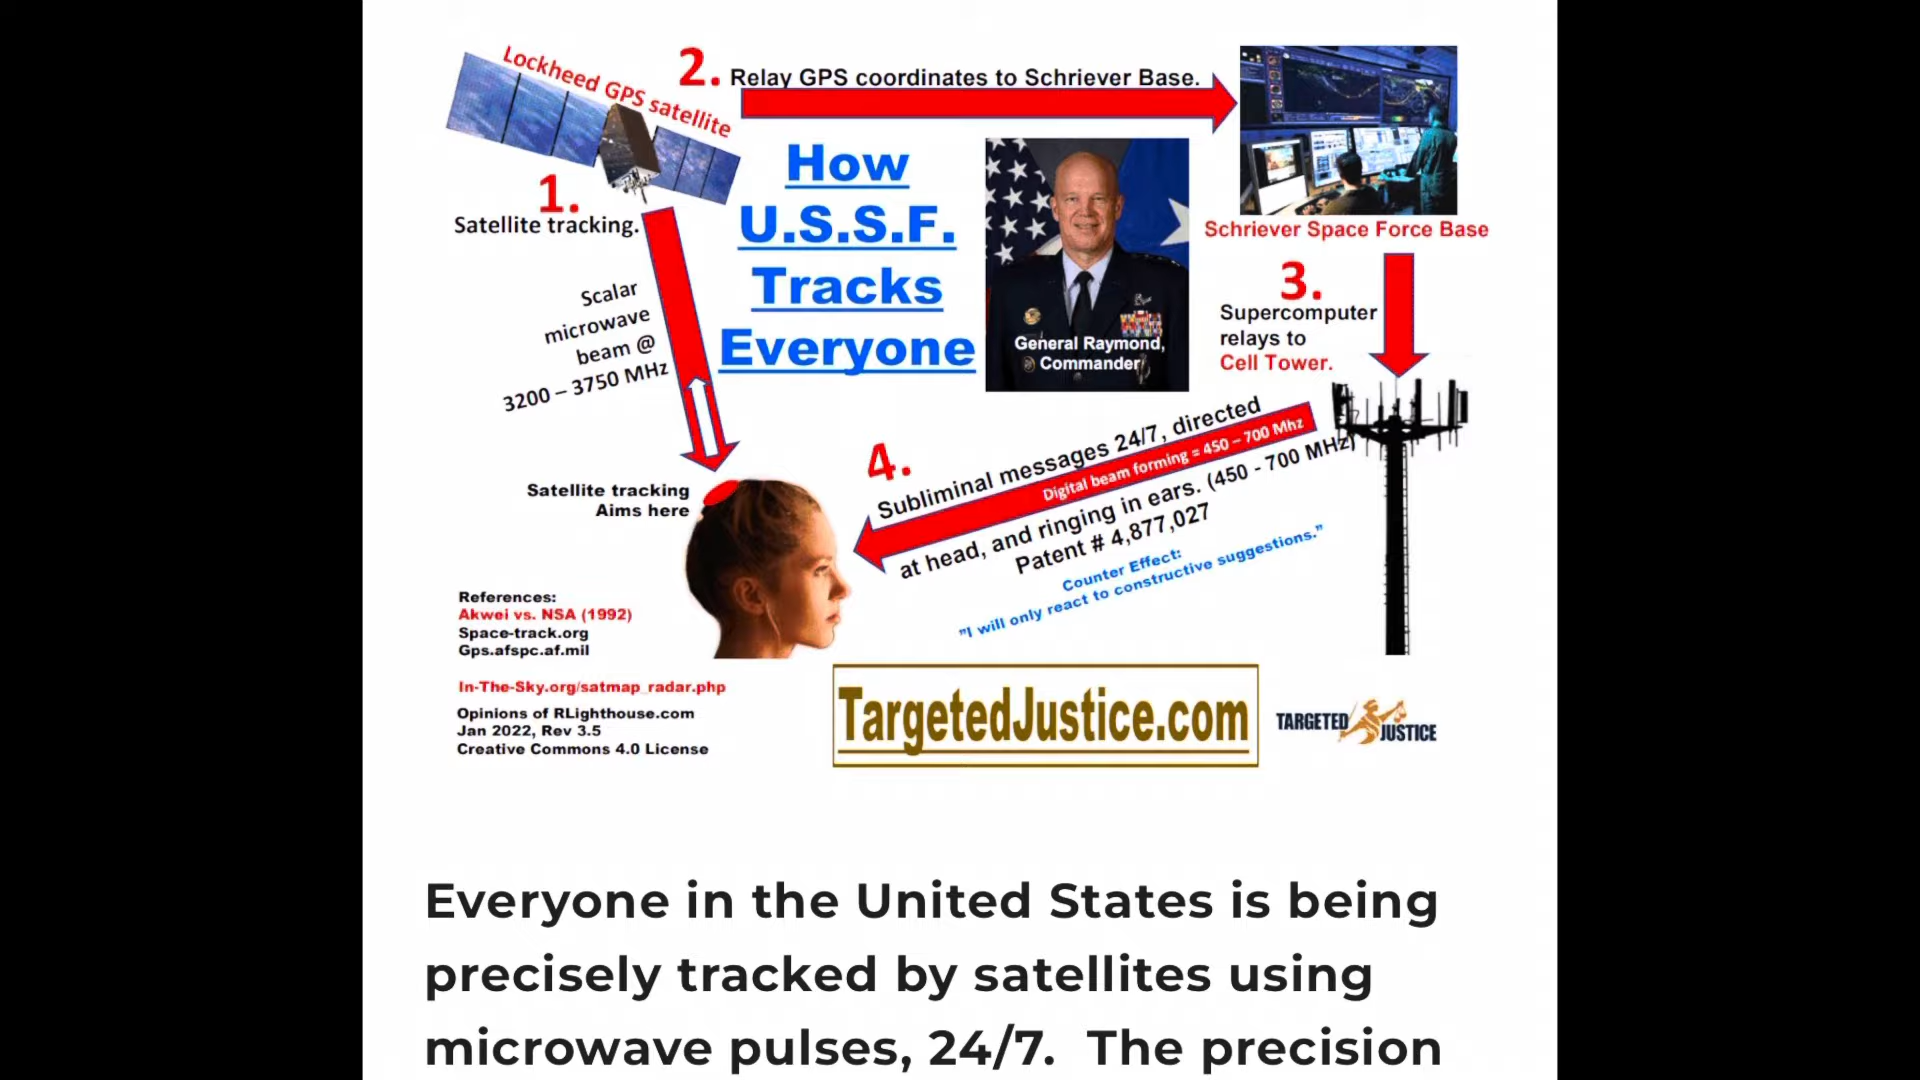 Lockheed GPS satellite
2. Relay GPS coordinates to Schriever Base.
1.
Satellite tracking.
How
U.S.S.F.
Tracks
Everyone
General Raymond,
Commander
Schriever Space Force Base
3.
Supercomputer
relays to
Cell Tower.
Scalar
microwave
beam @
3200 – 3750 MHz
4.
Subliminal messages 24/7, directed
Digital beam forming = 450 – 700 Mhz
at head, and ringing in ears. (450 - 700 MHz)
Patent # 4,877,027
Counter Effect:
"I will only react to constructive suggestions."
Satellite tracking
Aims here
References:
Akwei vs. NSA (1992)
Space-track.org
Gps.afspc.af.mil
In-The-Sky.org/satmap_radar.php
Opinions of RLighthouse.com
Jan 2022, Rev 3.5
Creative Commons 4.0 License
TargetedJustice.com
TARGETED JUSTICE
Everyone in the United States is being
precisely tracked by satellites using
microwave pulses, 24/7. The precision